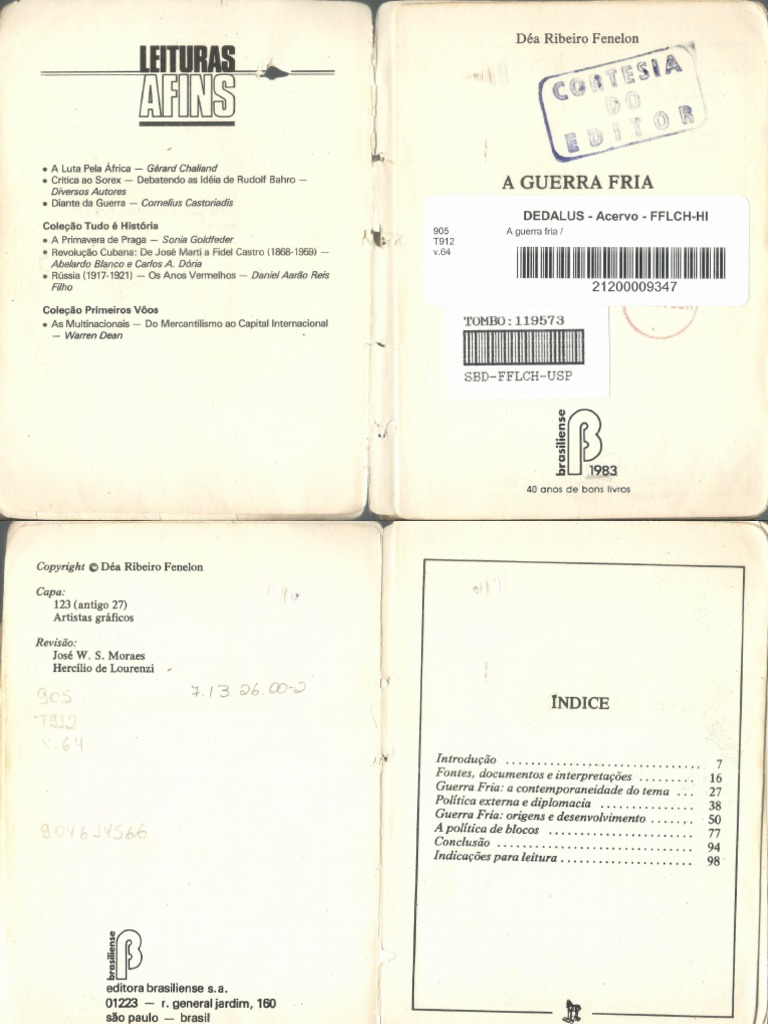 LEITURAS
AFINS
• A Luta Pela África — Gérard Chaliand
• Critica ao Sorex — Debatendo as Idéia de Rudolf Bahro —
Diversos Autores
• Diante da Guerra — Cornelius Castoriadis
Coleção Tudo é História
• A Primavera de Praga — Sonia Goldfeder
• Revolução Cubana: De José Marti a Fidel Castro (1868-1959) —
Abelardo Blanco e Carlos A. Dória
• Rússia (1917-1921) — Os Anos Vermelhos — Daniel Aarão Reis
Filho
Coleção Primeiros Vôos
• As Multinacionais — Do Mercantilismo ao Capital Internacional
— Warren Dean
Déa Ribeiro Fenelon
CORTESIA
DO
EDITOR
A GUERRA FRIA
DEDALUS - Acervo - FFLCH-HI
905
T912
v.64
A guerra fria /
21200009347
TOMBO:119573
SBD-FFLCH-USP
brasiliense
1983
40 anos de bons livros
Copyright © Déa Ribeiro Fenelon
Capa:
123 (antigo 27)
Artistas gráficos
Revisão:
José W. S. Moraes
Hercílio de Lourenzi
905
T912
v.64
7.13 26.00-2
904624566
brasiliense
editora brasiliense s.a.
01223 — r. general jardim, 160
são paulo — brasil
ÍNDICE
Introdução ................................ 7
Fontes, documentos e interpretações ......... 16
Guerra Fria: a contemporaneidade do tema ... 27
Política externa e diplomacia ............... 38
Guerra Fria: origens e desenvolvimento ....... 50
A política de blocos ....................... 77
Conclusão ................................ 94
Indicações para leitura ..................... 98